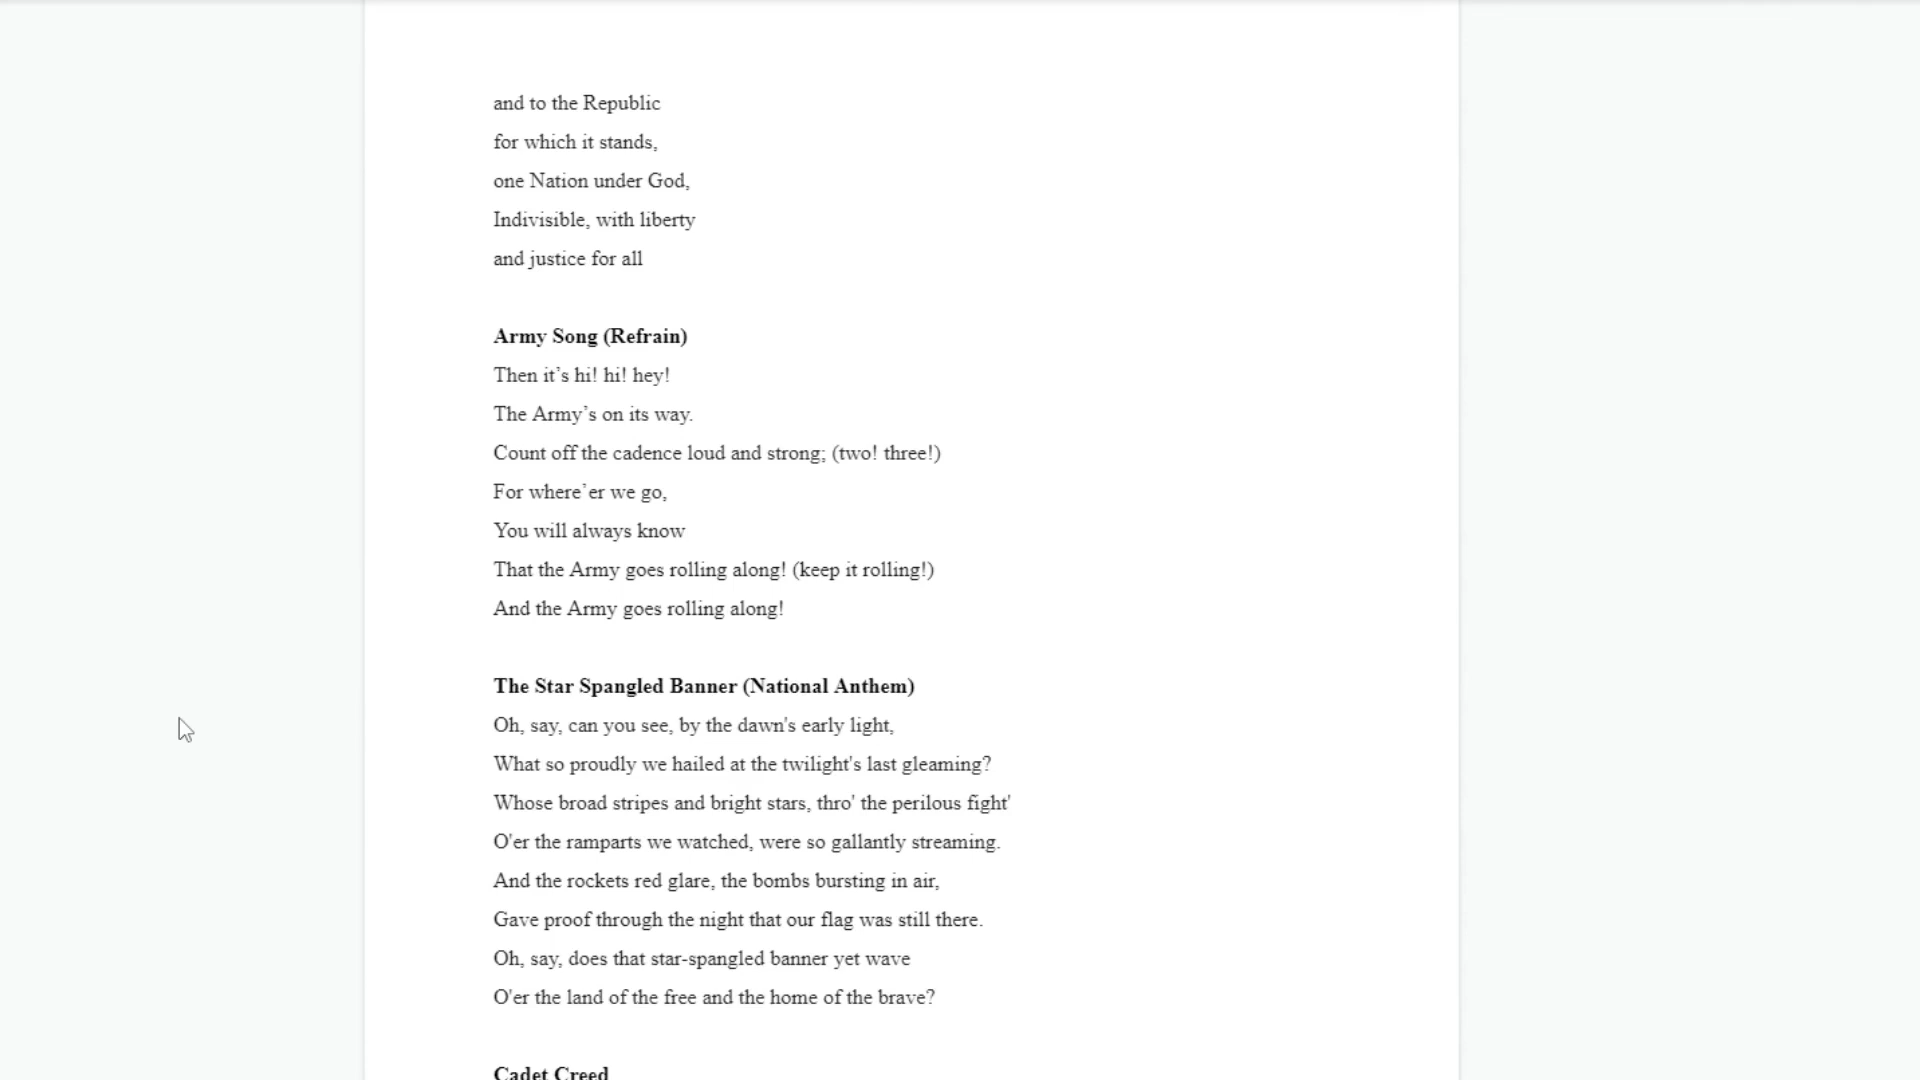 and to the Republic
for which it stands,
one Nation under God,
Indivisible, with liberty
and justice for all
Army Song (Refrain)
Then it’s hi! hi! hey!
The Army’s on its way.
Count off the cadence loud and strong; (two! three!)
For where’er we go,
You will always know
That the Army goes rolling along! (keep it rolling!)
And the Army goes rolling along!
The Star Spangled Banner (National Anthem)
Oh, say, can you see, by the dawn's early light,
What so proudly we hailed at the twilight's last gleaming?
Whose broad stripes and bright stars, thro' the perilous fight'
O'er the ramparts we watched, were so gallantly streaming.
And the rockets red glare, the bombs bursting in air,
Gave proof through the night that our flag was still there.
Oh, say, does that star-spangled banner yet wave
O'er the land of the free and the home of the brave?
Cadet Creed